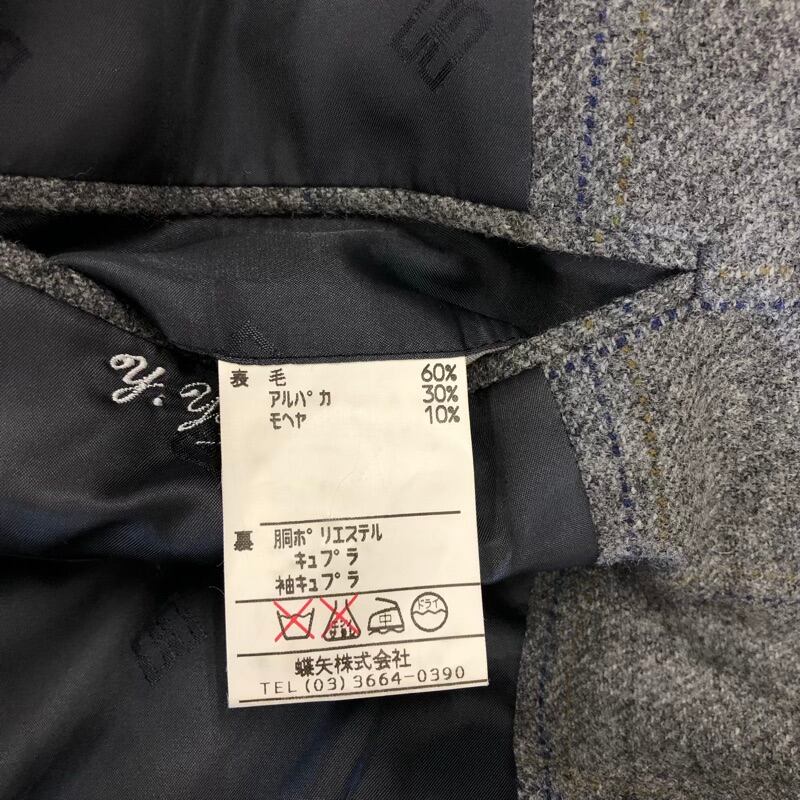 y. y
表 毛 60%
アルパカ 30%
モヘヤ 10%
裏 胴ポリエステル
キュプラ
袖キュプラ
中 ドライ
蝶矢株式会社
TEL (03) 3664-0390